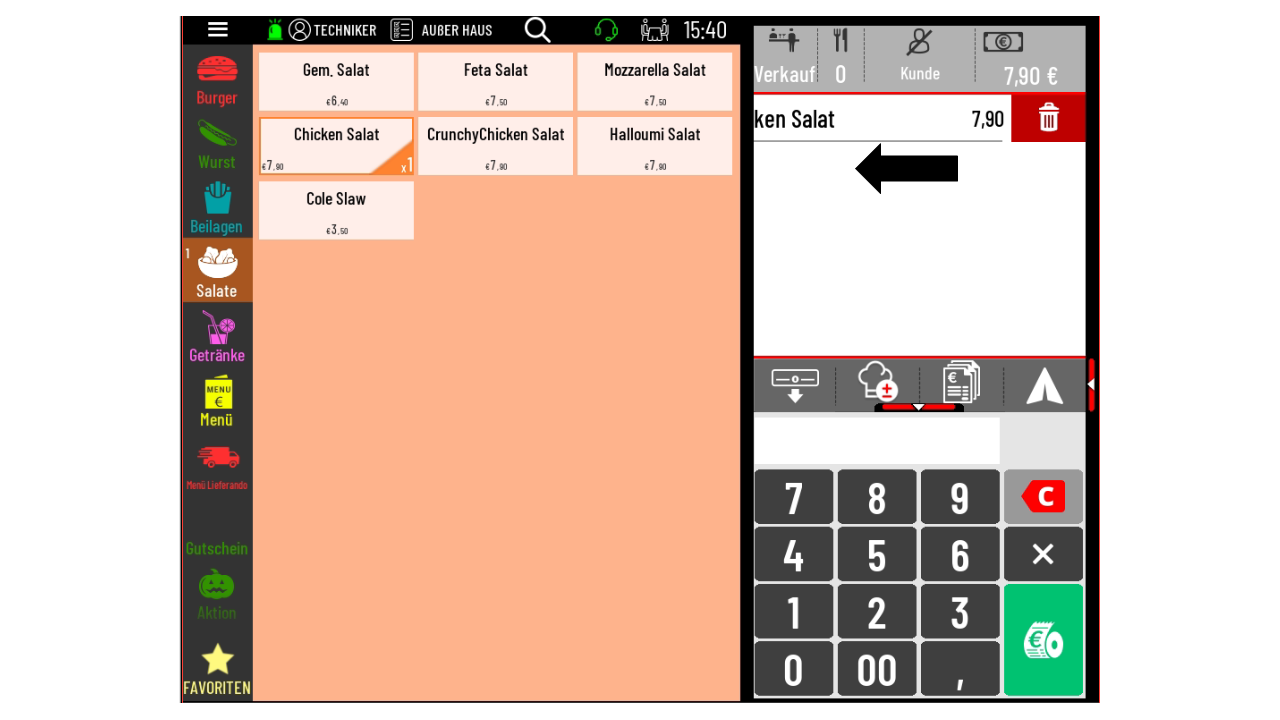 TECHNIKER AUBER HAUS 15:40
Burger
Wurst
Beilagen
1
Salate
Getränke
MENU
€
Menü
Menü Lieferando
Gutschein
Aktion
FAVORITEN
Gem. Salat
€6,40
Feta Salat
€7,50
Mozzarella Salat
€7,50
Chicken Salat
€7,90
x1
CrunchyChicken Salat
€7,90
Halloumi Salat
€7,90
Cole Slaw
€3,50
Verkauf 0 Kunde 7,90 €
ken Salat 7,90
7 8 9 C
4 5 6 ×
1 2 3
0 00 ,